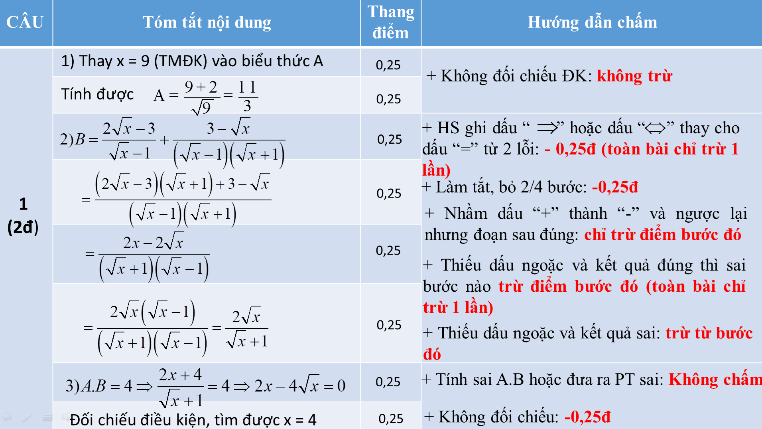 CÂU
Tóm tắt nội dung
Thang
điểm
Hướng dẫn chấm
1
(2đ)
1) Thay x = 9 (TMĐK) vào biểu thức A
0,25
Tính được A = (9+2)/√9 = 11/3
0,25
+ Không đối chiếu ĐK: không trừ
2)B = (2√x − 3)/(√x − 1) + (3 − √x)/((√x − 1)(√x + 1))
0,25
= ((2√x − 3)(√x + 1) + 3 − √x)/((√x − 1)(√x + 1))
0,25
= (2x − 2√x)/((√x + 1)(√x − 1))
0,25
= (2√x(√x − 1))/((√x + 1)(√x − 1)) = 2√x/(√x + 1)
0,25
+ HS ghi dấu “ ⇒” hoặc dấu “⇔” thay cho
dấu “=” từ 2 lỗi: - 0,25đ (toàn bài chỉ trừ 1
lần)
+ Làm tắt, bỏ 2/4 bước: -0,25đ
+ Nhầm dấu “+” thành “-” và ngược lại
nhưng đoạn sau đúng: chỉ trừ điểm bước đó
+ Thiếu dấu ngoặc và kết quả đúng thì sai
bước nào trừ điểm bước đó (toàn bài chỉ
trừ 1 lần)
+ Thiếu dấu ngoặc và kết quả sai: trừ từ bước
đó
3)A.B = 4 ⇒ (2x + 4)/(√x + 1) = 4 ⇒ 2x − 4√x = 0
0,25
+ Tính sai A.B hoặc đưa ra PT sai: Không chấm
Đối chiếu điều kiện, tìm được x = 4
0,25
+ Không đối chiếu: -0,25đ